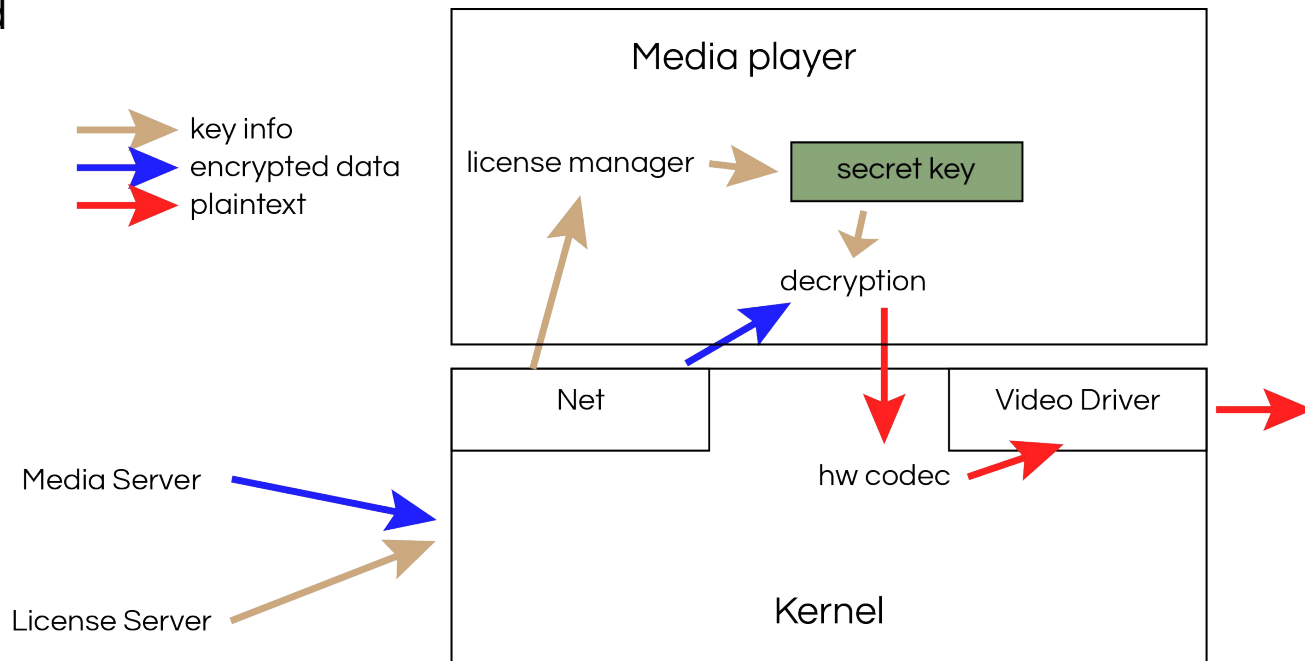 Media player
key info
encrypted data
plaintext
license manager
secret key
decryption
Net
Video Driver
Media Server
hw codec
License Server
Kernel